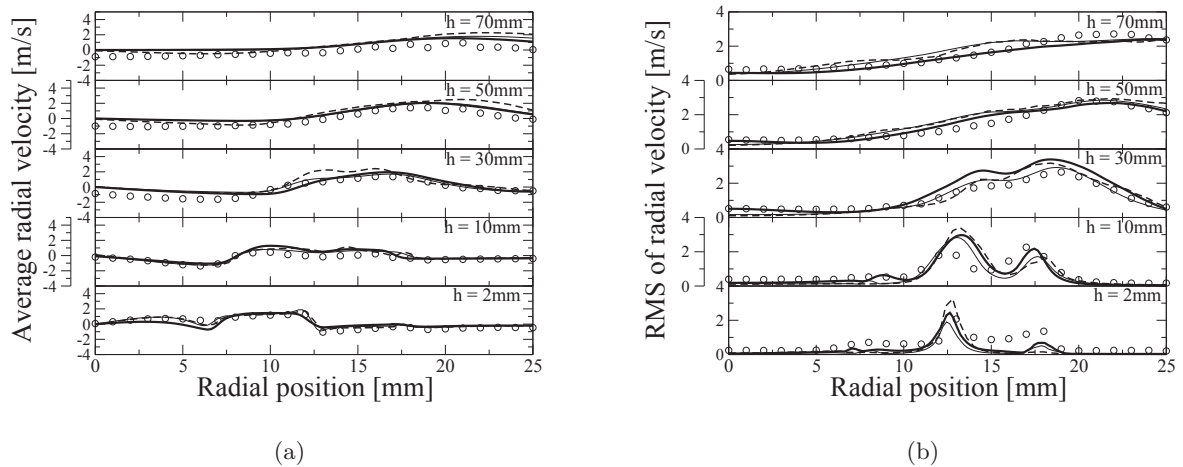 Average radial velocity [m/s]
4
2
0
-2
-4
h = 70mm
4
2
0
-2
-4
h = 50mm
4
2
0
-2
-4
h = 30mm
4
2
0
-2
-4
h = 10mm
4
2
0
-2
-4
h = 2mm
0 5 10 15 20 25
Radial position [mm]
(a)
RMS of radial velocity [m/s]
4
2
0
h = 70mm
4
2
0
h = 50mm
4
2
0
h = 30mm
4
2
0
h = 10mm
4
2
0
h = 2mm
0 5 10 15 20 25
Radial position [mm]
(b)